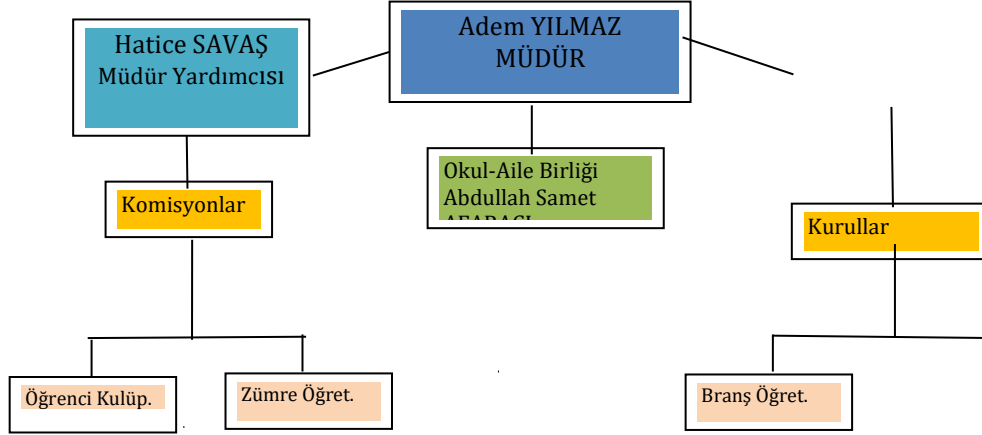 Hatice SAVAŞ
Müdür Yardımcısı
Adem YILMAZ
MÜDÜR
Okul-Aile Birliği
Abdullah Samet
Komisyonlar
Kurullar
Öğrenci Kulüp.
Zümre Öğret.
Branş Öğret.